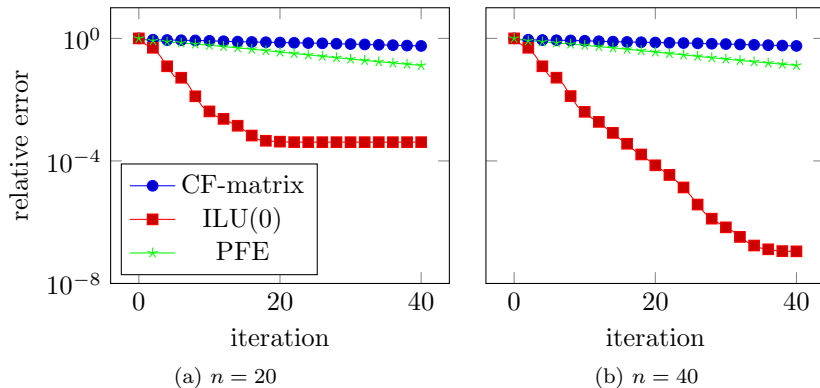 10^0
10^−4
10^−8
relative error
CF-matrix
ILU(0)
PFE
0 20 40
iteration
(a) n = 20
0 20 40
iteration
(b) n = 40